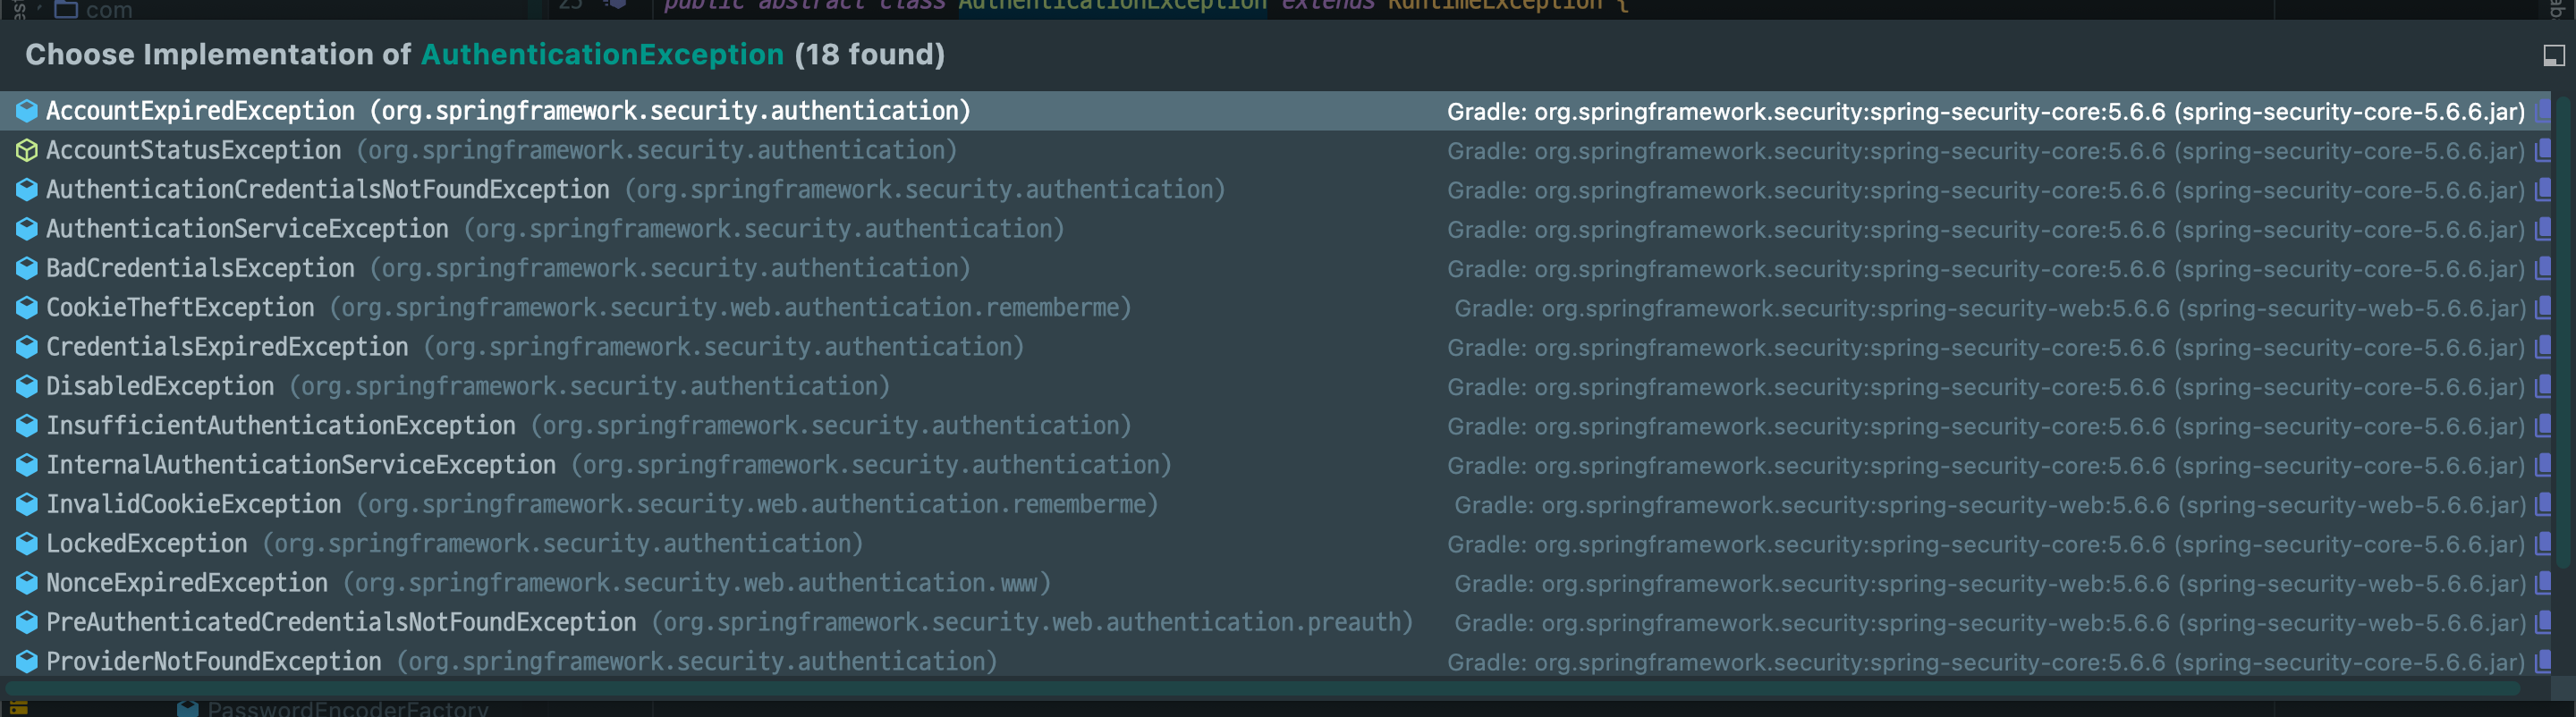 com
25 public abstract class AuthenticationException extends RuntimeException {
Choose Implementation of AuthenticationException (18 found)
AccountExpiredException (org.springframework.security.authentication) Gradle: org.springframework.security:spring-security-core:5.6.6 (spring-security-core-5.6.6.jar)
AccountStatusException (org.springframework.security.authentication) Gradle: org.springframework.security:spring-security-core:5.6.6 (spring-security-core-5.6.6.jar)
AuthenticationCredentialsNotFoundException (org.springframework.security.authentication) Gradle: org.springframework.security:spring-security-core:5.6.6 (spring-security-core-5.6.6.jar)
AuthenticationServiceException (org.springframework.security.authentication) Gradle: org.springframework.security:spring-security-core:5.6.6 (spring-security-core-5.6.6.jar)
BadCredentialsException (org.springframework.security.authentication) Gradle: org.springframework.security:spring-security-core:5.6.6 (spring-security-core-5.6.6.jar)
CookieTheftException (org.springframework.security.web.authentication.rememberme) Gradle: org.springframework.security:spring-security-web:5.6.6 (spring-security-web-5.6.6.jar)
CredentialsExpiredException (org.springframework.security.authentication) Gradle: org.springframework.security:spring-security-core:5.6.6 (spring-security-core-5.6.6.jar)
DisabledException (org.springframework.security.authentication) Gradle: org.springframework.security:spring-security-core:5.6.6 (spring-security-core-5.6.6.jar)
InsufficientAuthenticationException (org.springframework.security.authentication) Gradle: org.springframework.security:spring-security-core:5.6.6 (spring-security-core-5.6.6.jar)
InternalAuthenticationServiceException (org.springframework.security.authentication) Gradle: org.springframework.security:spring-security-core:5.6.6 (spring-security-core-5.6.6.jar)
InvalidCookieException (org.springframework.security.web.authentication.rememberme) Gradle: org.springframework.security:spring-security-web:5.6.6 (spring-security-web-5.6.6.jar)
LockedException (org.springframework.security.authentication) Gradle: org.springframework.security:spring-security-core:5.6.6 (spring-security-core-5.6.6.jar)
NonceExpiredException (org.springframework.security.web.authentication.www) Gradle: org.springframework.security:spring-security-web:5.6.6 (spring-security-web-5.6.6.jar)
PreAuthenticatedCredentialsNotFoundException (org.springframework.security.web.authentication.preauth) Gradle: org.springframework.security:spring-security-web:5.6.6 (spring-security-web-5.6.6.jar)
ProviderNotFoundException (org.springframework.security.authentication) Gradle: org.springframework.security:spring-security-core:5.6.6 (spring-security-core-5.6.6.jar)
PasswordEncoderFactory